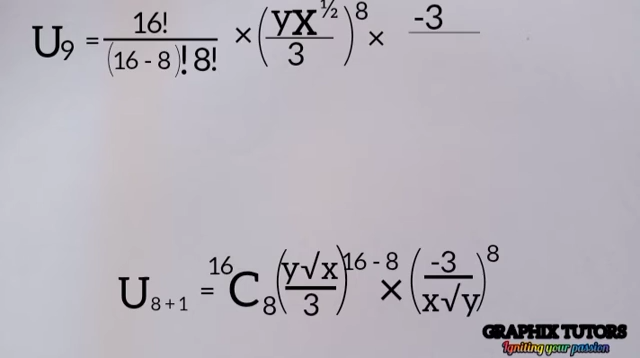 U₉ = 16!/(16 - 8)!8! × (yx^½/3)⁸ × -3
U₈₊₁ = ¹⁶C₈(y√x/3)¹⁶⁻⁸ × (-3/x√y)⁸
GRAPHIX TUTORS
Igniting your passion